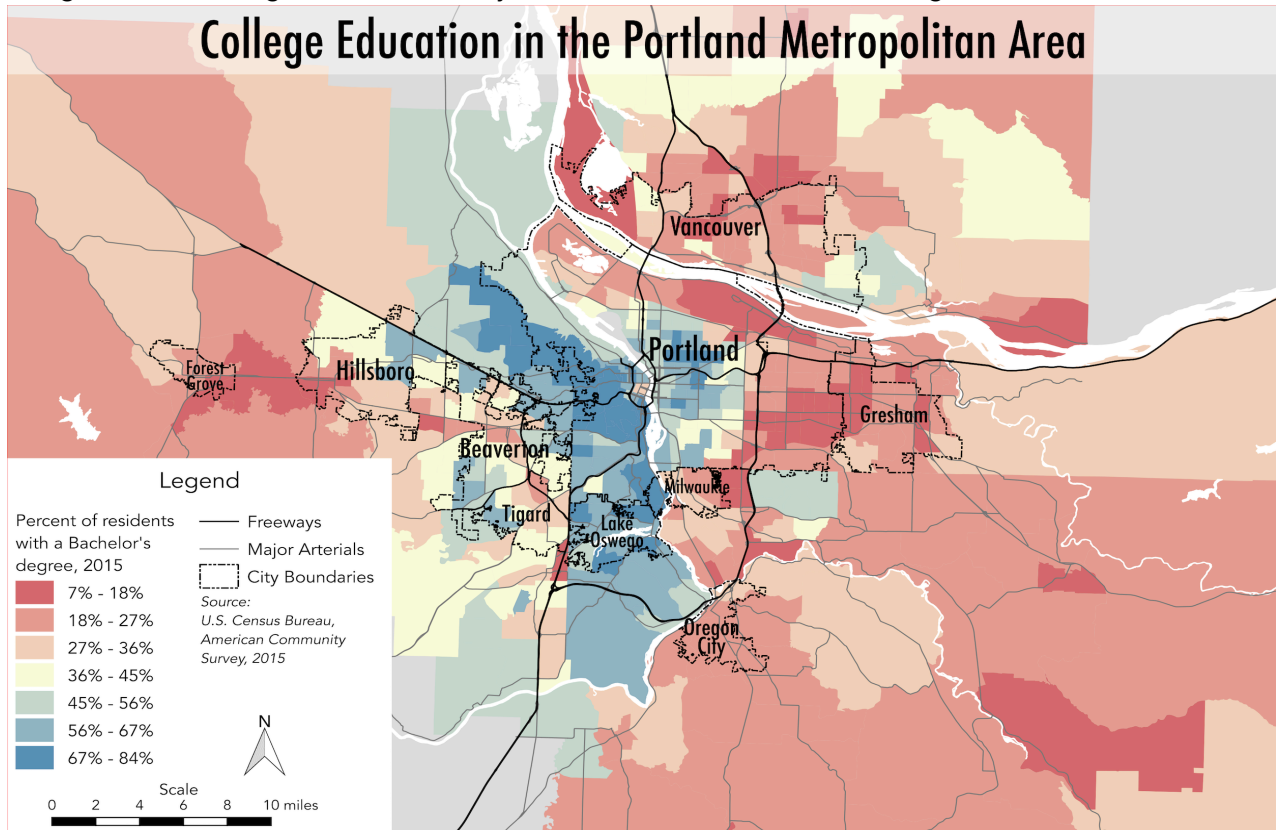 College Education in the Portland Metropolitan Area
Vancouver
Portland
Forest
Grove
Hillsboro
Gresham
Beaverton
Milwaukie
Tigard
Lake
Oswego
Oregon
City
Legend
Percent of residents
with a Bachelor's
degree, 2015
7% - 18%
18% - 27%
27% - 36%
36% - 45%
45% - 56%
56% - 67%
67% - 84%
Freeways
Major Arterials
City Boundaries
Source:
U.S. Census Bureau,
American Community
Survey, 2015
N
Scale
0 2 4 6 8 10 miles